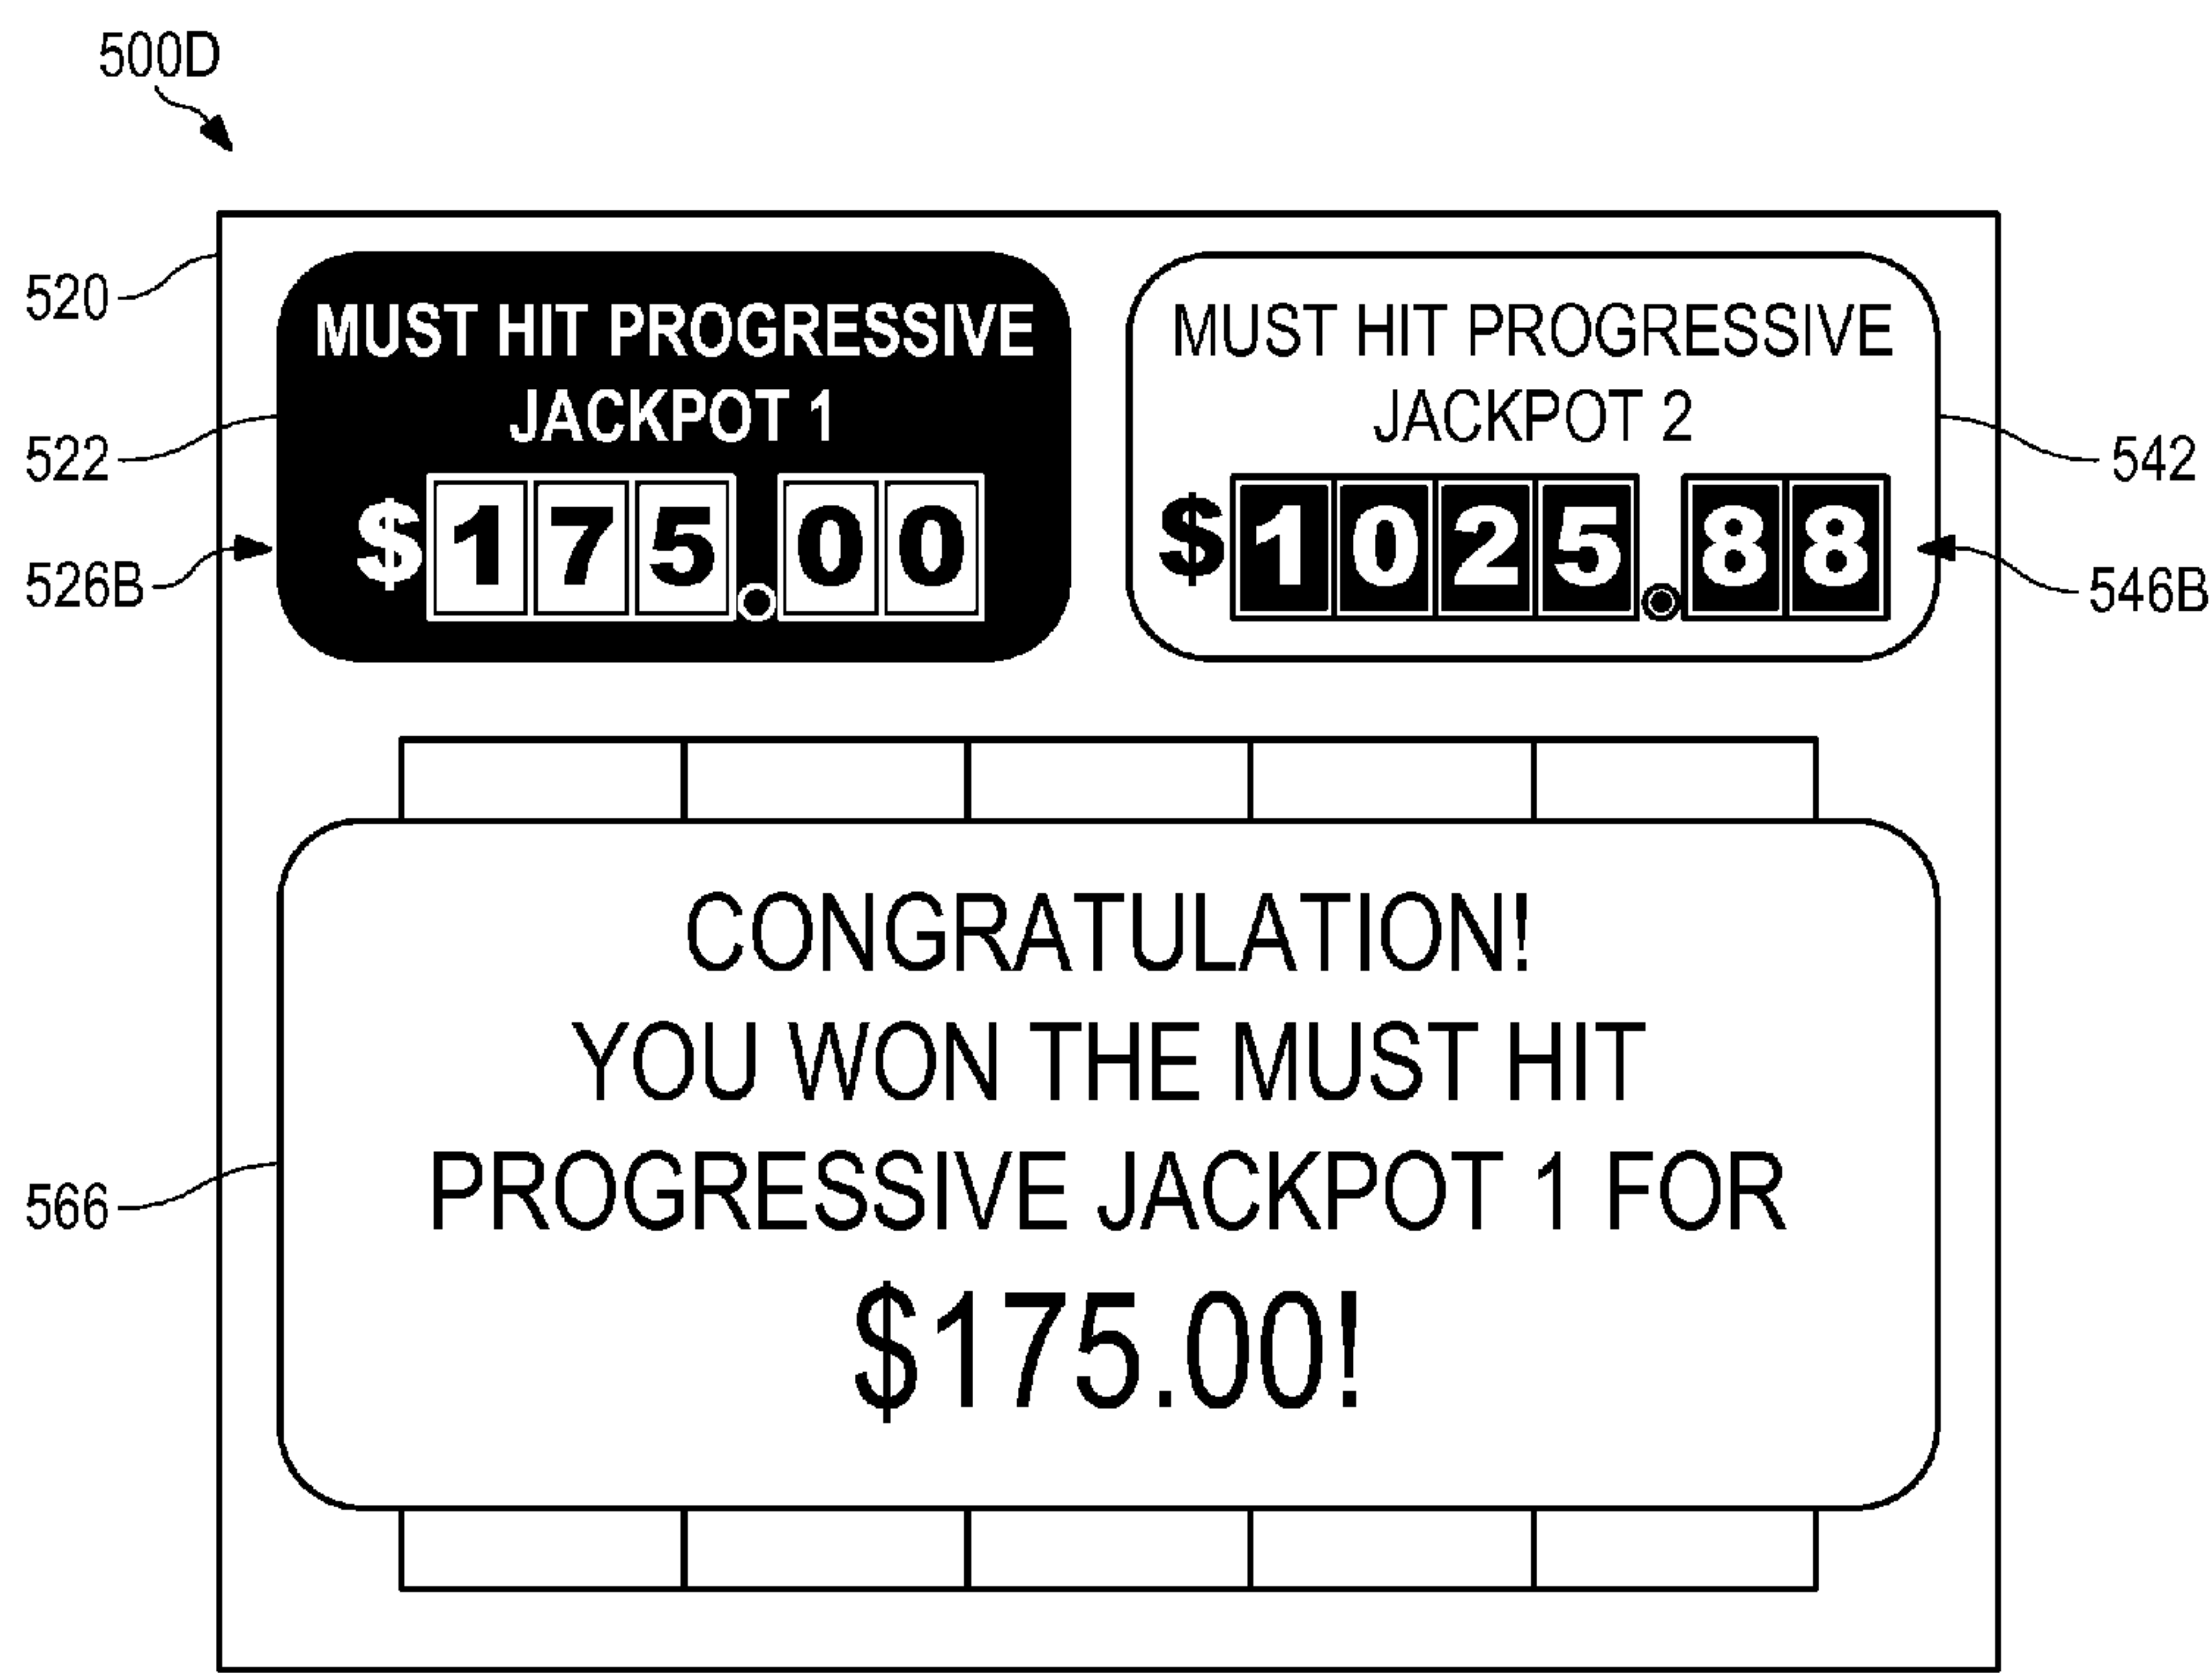 500D
520
MUST HIT PROGRESSIVE
JACKPOT 1
$175.00
522
526B
MUST HIT PROGRESSIVE
JACKPOT 2
$1025.88
542
546B
CONGRATULATION!
YOU WON THE MUST HIT
PROGRESSIVE JACKPOT 1 FOR
$175.00!
566